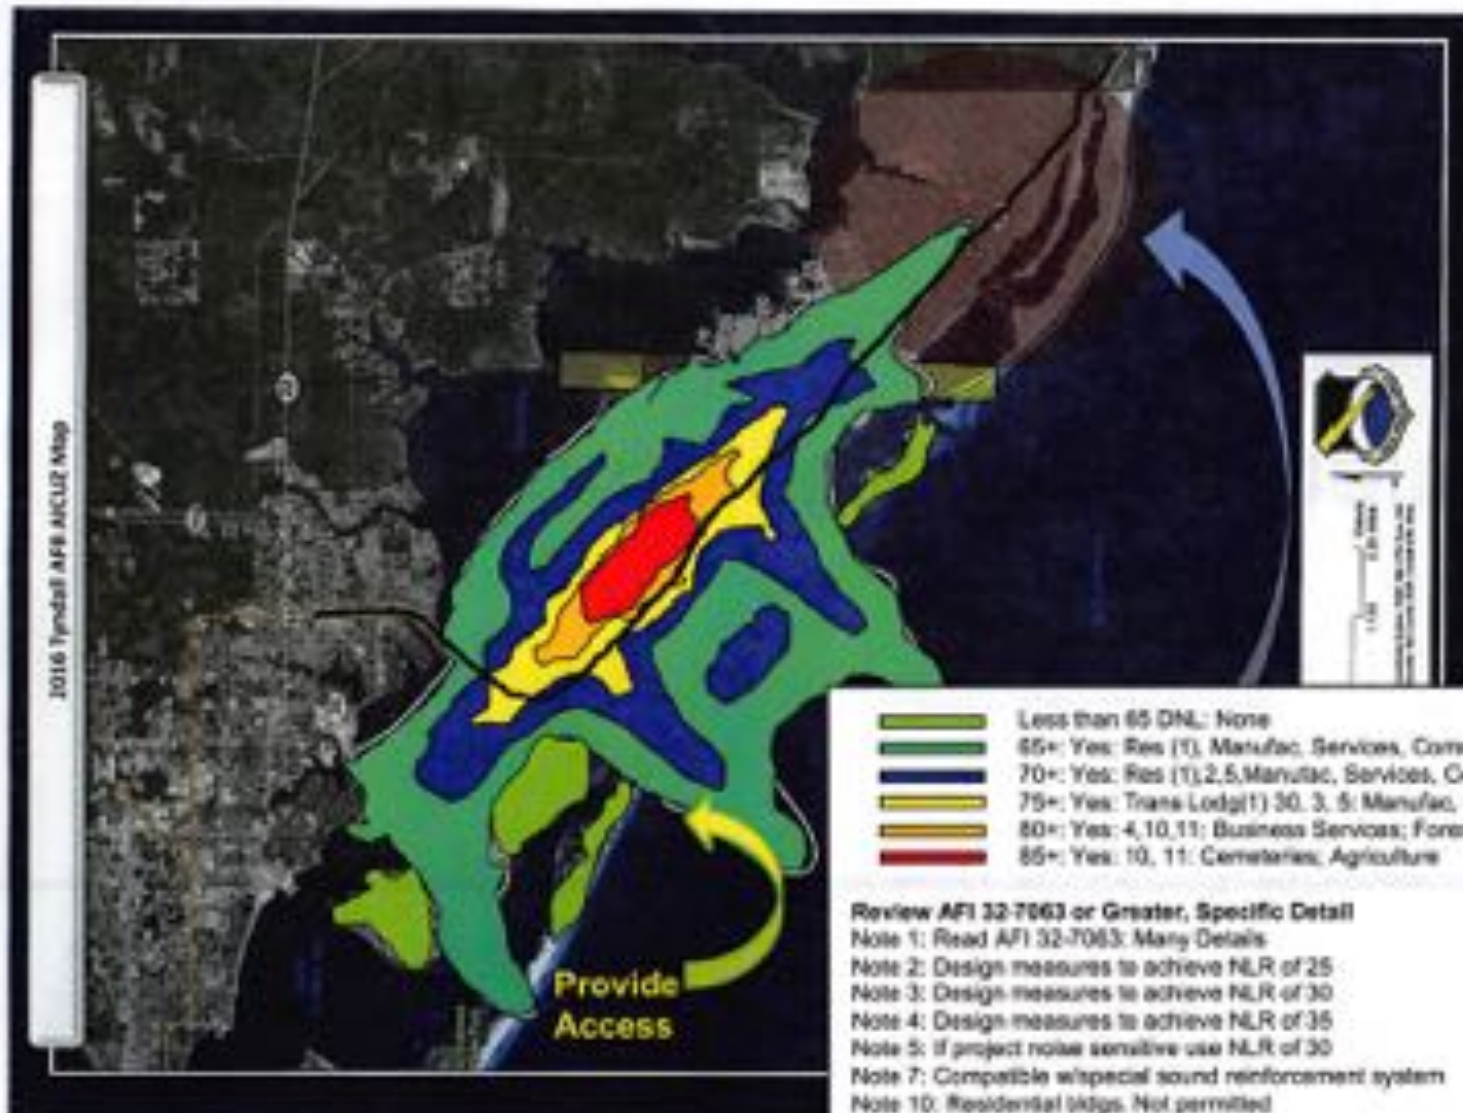 2016 Tyndall AFB AICUZ Map
Less than 65 DNL: None
65+: Yes: Res (1), Manufac, Services, Com
70+: Yes: Res (1),2,5,Manufac, Services, C
75+: Yes: Trans Lodg(1) 30, 3, 5: Manufac,
80+: Yes: 4,10,11: Business Services; Fore
85+: Yes: 10, 11: Cemeteries; Agriculture
Review AFI 32-7063 or Greater, Specific Detail
Note 1: Read AFI 32-7063: Many Details
Note 2: Design measures to achieve NLR of 25
Note 3: Design measures to achieve NLR of 30
Note 4: Design measures to achieve NLR of 35
Note 5: If project noise sensitive use NLR of 30
Note 7: Compatible w/special sound reinforcement system
Note 10: Residential bldgs. Not permitted
Provide
Access